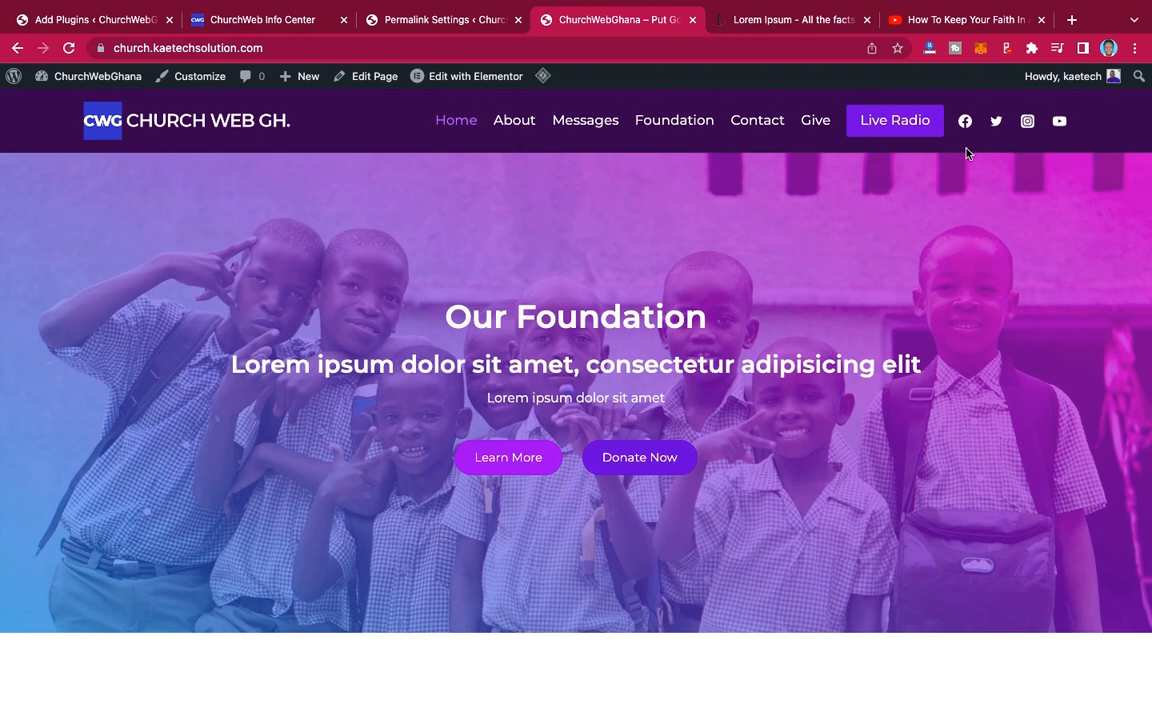 Add Plugins ‹ ChurchWebG
ChurchWeb Info Center
Permalink Settings ‹ Churc
ChurchWebGhana – Put Go
Lorem Ipsum - All the facts
How To Keep Your Faith In
church.kaetechsolution.com
ChurchWebGhana Customize 0 New Edit Page Edit with Elementor Howdy, kaetech
CWG CHURCH WEB GH. Home About Messages Foundation Contact Give Live Radio
Our Foundation
Lorem ipsum dolor sit amet, consectetur adipisicing elit
Lorem ipsum dolor sit amet
Learn More Donate Now